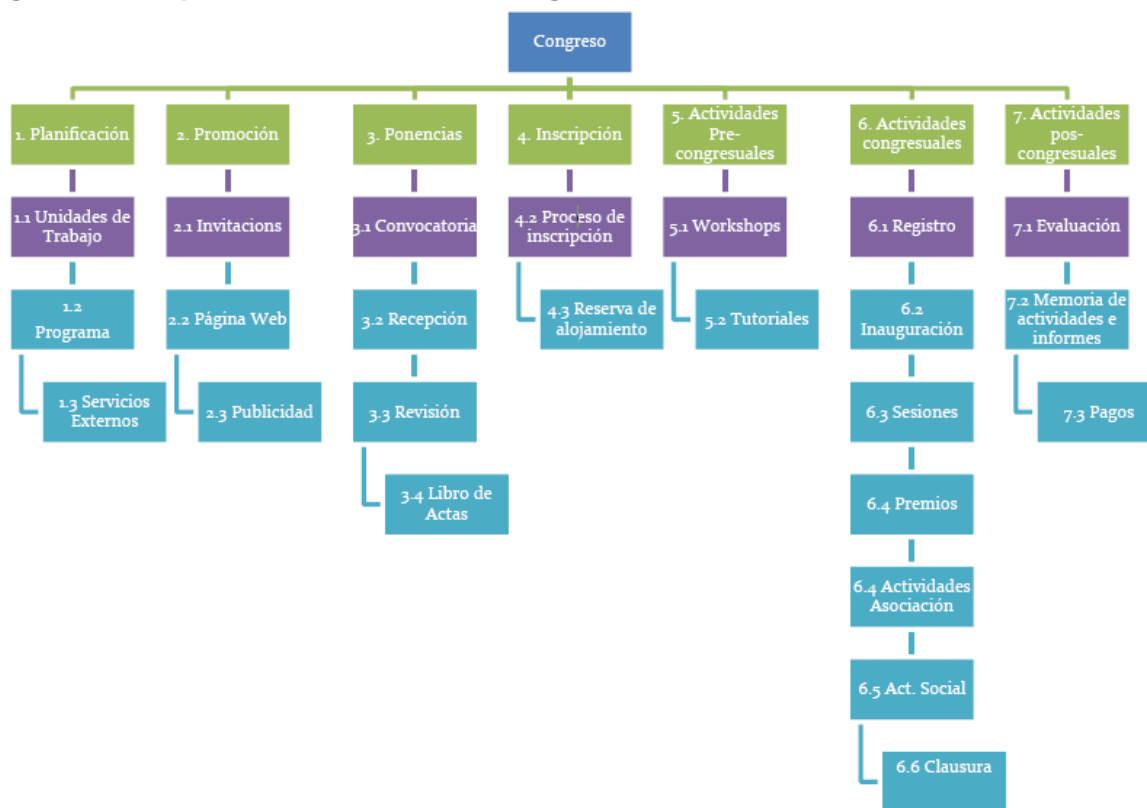 Congreso
1. Planificación
2. Promoción
3. Ponencias
4. Inscripción
5. Actividades
Pre-
congresuales
6. Actividades
congresuales
7. Actividades
pos-
congresuales
1.1 Unidades de
Trabajo
2.1 Invitacions
3.1 Convocatoria
4.2 Proceso de
inscripción
5.1 Workshops
6.1 Registro
7.1 Evaluación
1.2
Programa
2.2 Página Web
3.2 Recepción
4.3 Reserva de
alojamiento
5.2 Tutoriales
6.2
Inauguración
7.2 Memoria de
actividades e
informes
1.3 Servicios
Externos
2.3 Publicidad
3.3 Revisión
6.3 Sesiones
7.3 Pagos
3.4 Libro de
Actas
6.4 Premios
6.4 Actividades
Asociación
6.5 Act. Social
6.6 Clausura